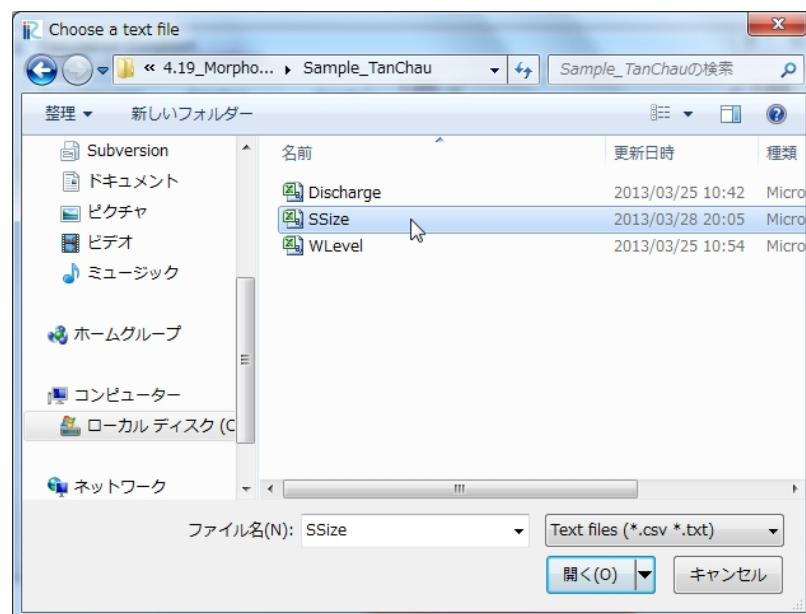 Choose a text file
« 4.19_Morpho... ▸ Sample_TanChau
Sample_TanChauの検索
整理 新しいフォルダー
Subversion
ドキュメント
ピクチャ
ビデオ
ミュージック
ホームグループ
コンピューター
ローカル ディスク (C
ネットワーク
名前 更新日時 種類
Discharge 2013/03/25 10:42 Micro
SSize 2013/03/28 20:05 Micro
WLevel 2013/03/25 10:54 Micro
ファイル名(N): SSize Text files (*.csv *.txt)
開く(O) キャンセル